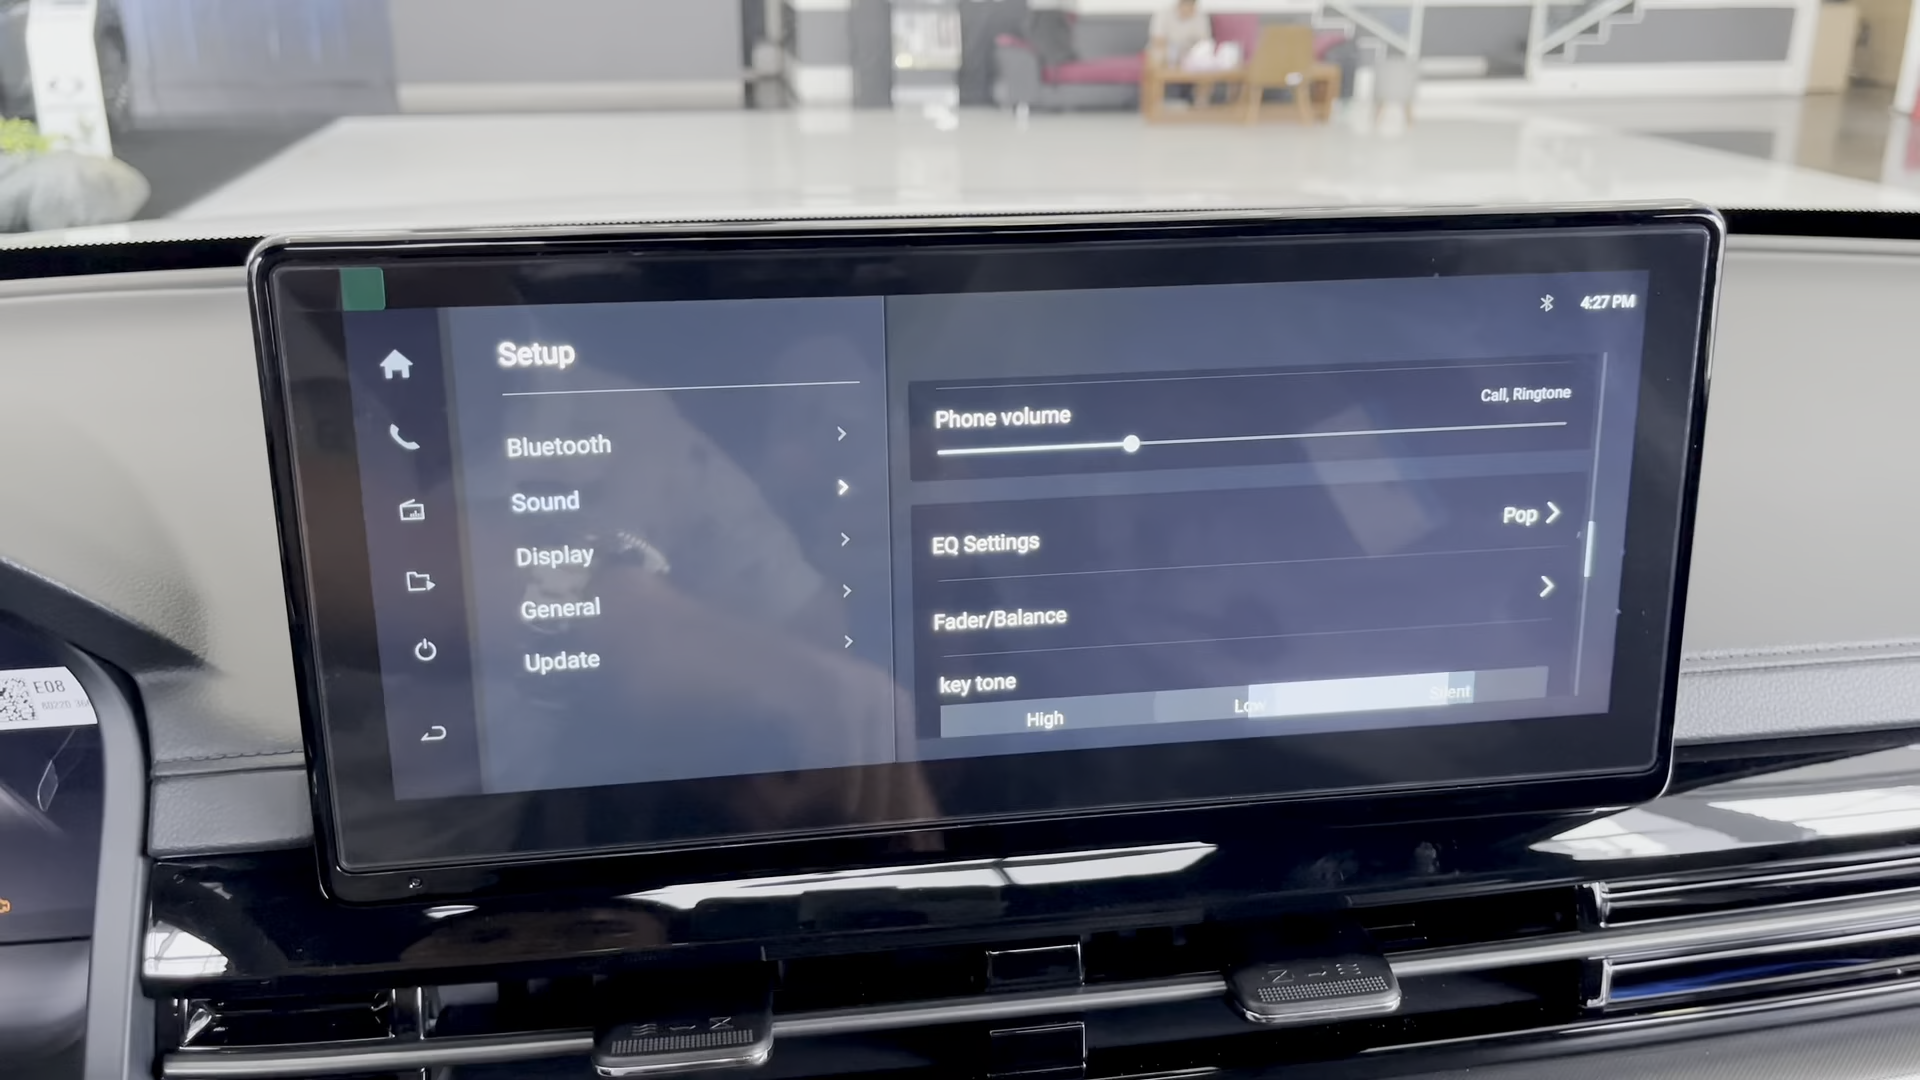 4:27 PM
Setup
Bluetooth
Sound
Display
General
Update
Call, Ringtone
Phone volume
Pop
EQ Settings
Fader/Balance
key tone
High
Low
Silent
E08